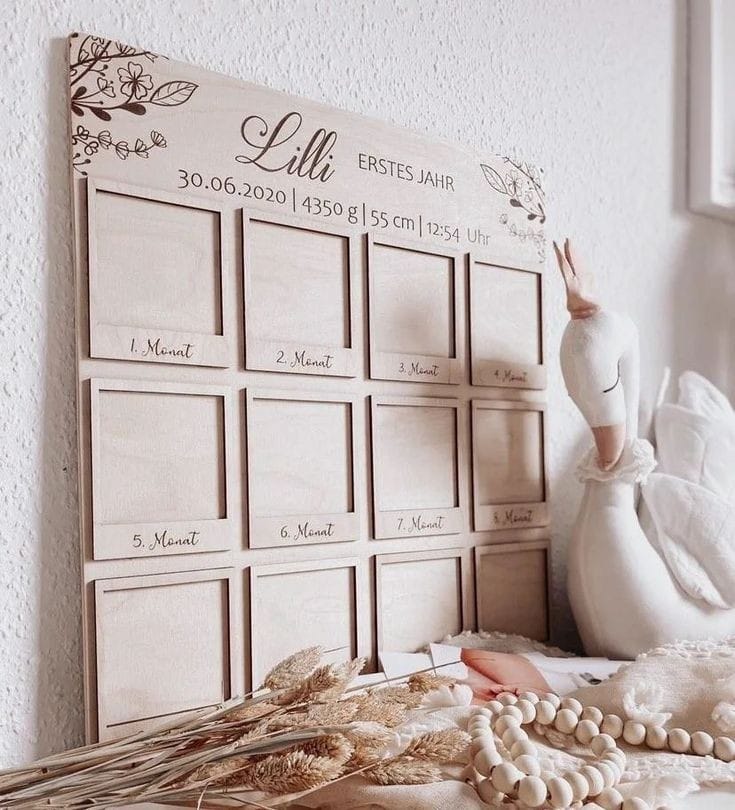 Lilli ERSTES JAHR
30.06.2020 | 4350 g | 55 cm | 12:54 Uhr
1. Monat 2. Monat 3. Monat 4. Monat
5. Monat 6. Monat 7. Monat 8. Monat